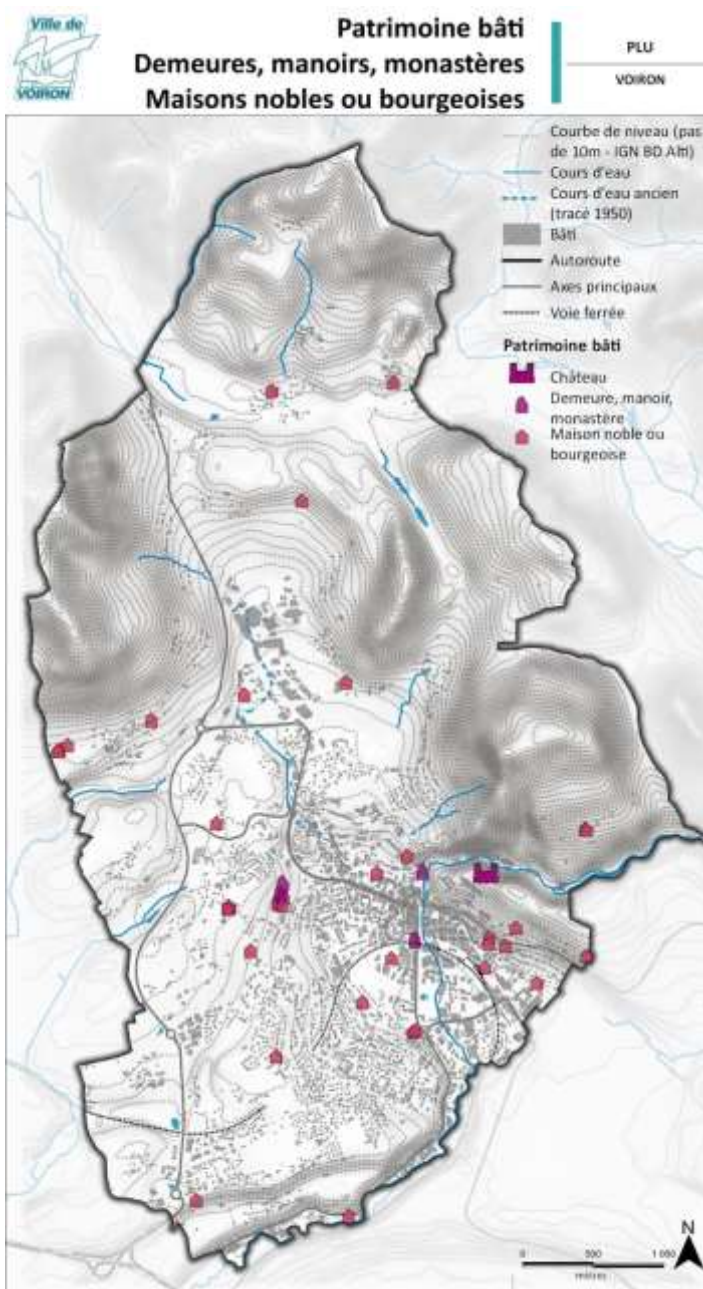 Ville de
VOIRON
Patrimoine bâti
Demeures, manoirs, monastères
Maisons nobles ou bourgeoises
PLU
VOIRON
Courbe de niveau (pas
de 10m - IGN BD Alti)
Cours d'eau
Cours d'eau ancien
(tracé 1950)
Bâti
Autoroute
Axes principaux
Voie ferrée
Patrimoine bâti
Château
Demeure, manoir,
monastère
Maison noble ou
bourgeoise
N
0 500 1 000
mètres